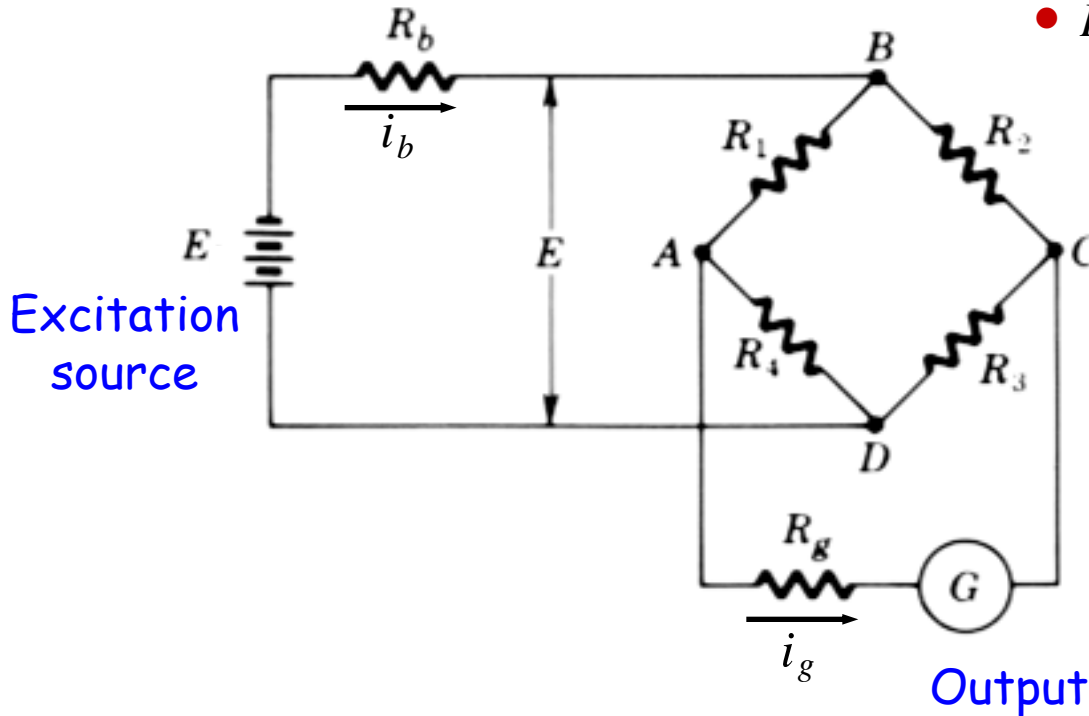 R_b
i_b
B
R_1
R_2
E
E
A
C
Excitation
source
R_4
R_3
D
R_g
G
i_g
Output